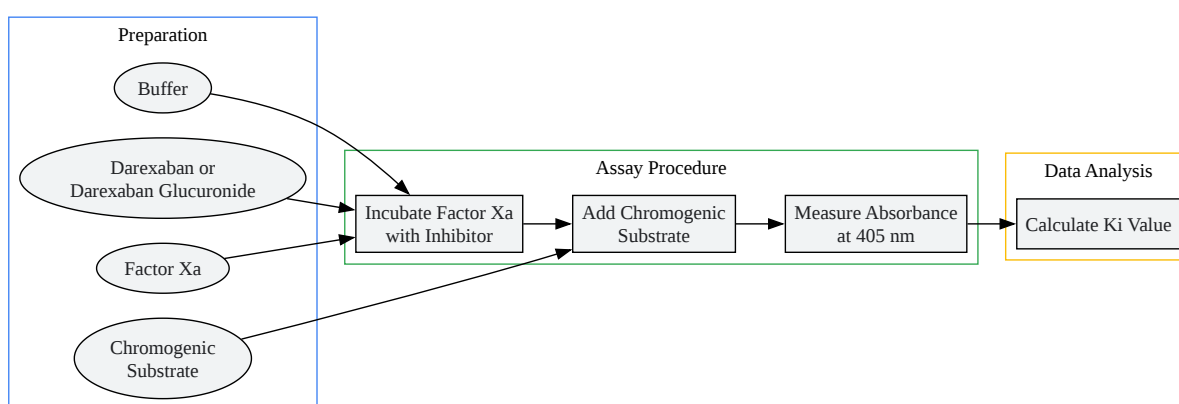 Preparation
Buffer
Darexaban or
Darexaban Glucuronide
Factor Xa
Chromogenic
Substrate
Assay Procedure
Incubate Factor Xa
with Inhibitor
Add Chromogenic
Substrate
Measure Absorbance
at 405 nm
Data Analysis
Calculate Ki Value